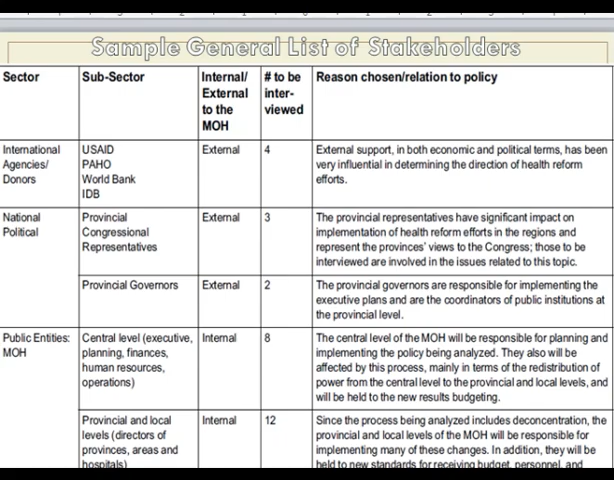 Sample General List of Stakeholders
Sector
Sub-Sector
Internal/
External
to the
MOH
# to be
inter-
viewed
Reason chosen/relation to policy
International
Agencies/
Donors
USAID
PAHO
World Bank
IDB
External
4
External support, in both economic and political terms, has been
very influential in determining the direction of health reform
efforts.
National
Political
Provincial
Congressional
Representatives
External
3
The provincial representatives have significant impact on
implementation of health reform efforts in the regions and
represent the provinces' views to the Congress; those to be
interviewed are involved in the issues related to this topic.
Provincial Governors
External
2
The provincial governors are responsible for implementing the
executive plans and are the coordinators of public institutions at
the provincial level.
Public Entities:
MOH
Central level (executive,
planning, finances,
human resources,
operations)
Internal
8
The central level of the MOH will be responsible for planning and
implementing the policy being analyzed. They also will be
affected by this process, mainly in terms of the redistribution of
power from the central level to the provincial and local levels, and
will be held to the new results budgeting.
Provincial and local
levels (directors of
provinces, areas and
hospitals)
Internal
12
Since the process being analyzed includes deconcentration, the
provincial and local levels of the MOH will be responsible for
implementing many of these changes. In addition, they will be
held to new standards for receiving budget, personnel, and